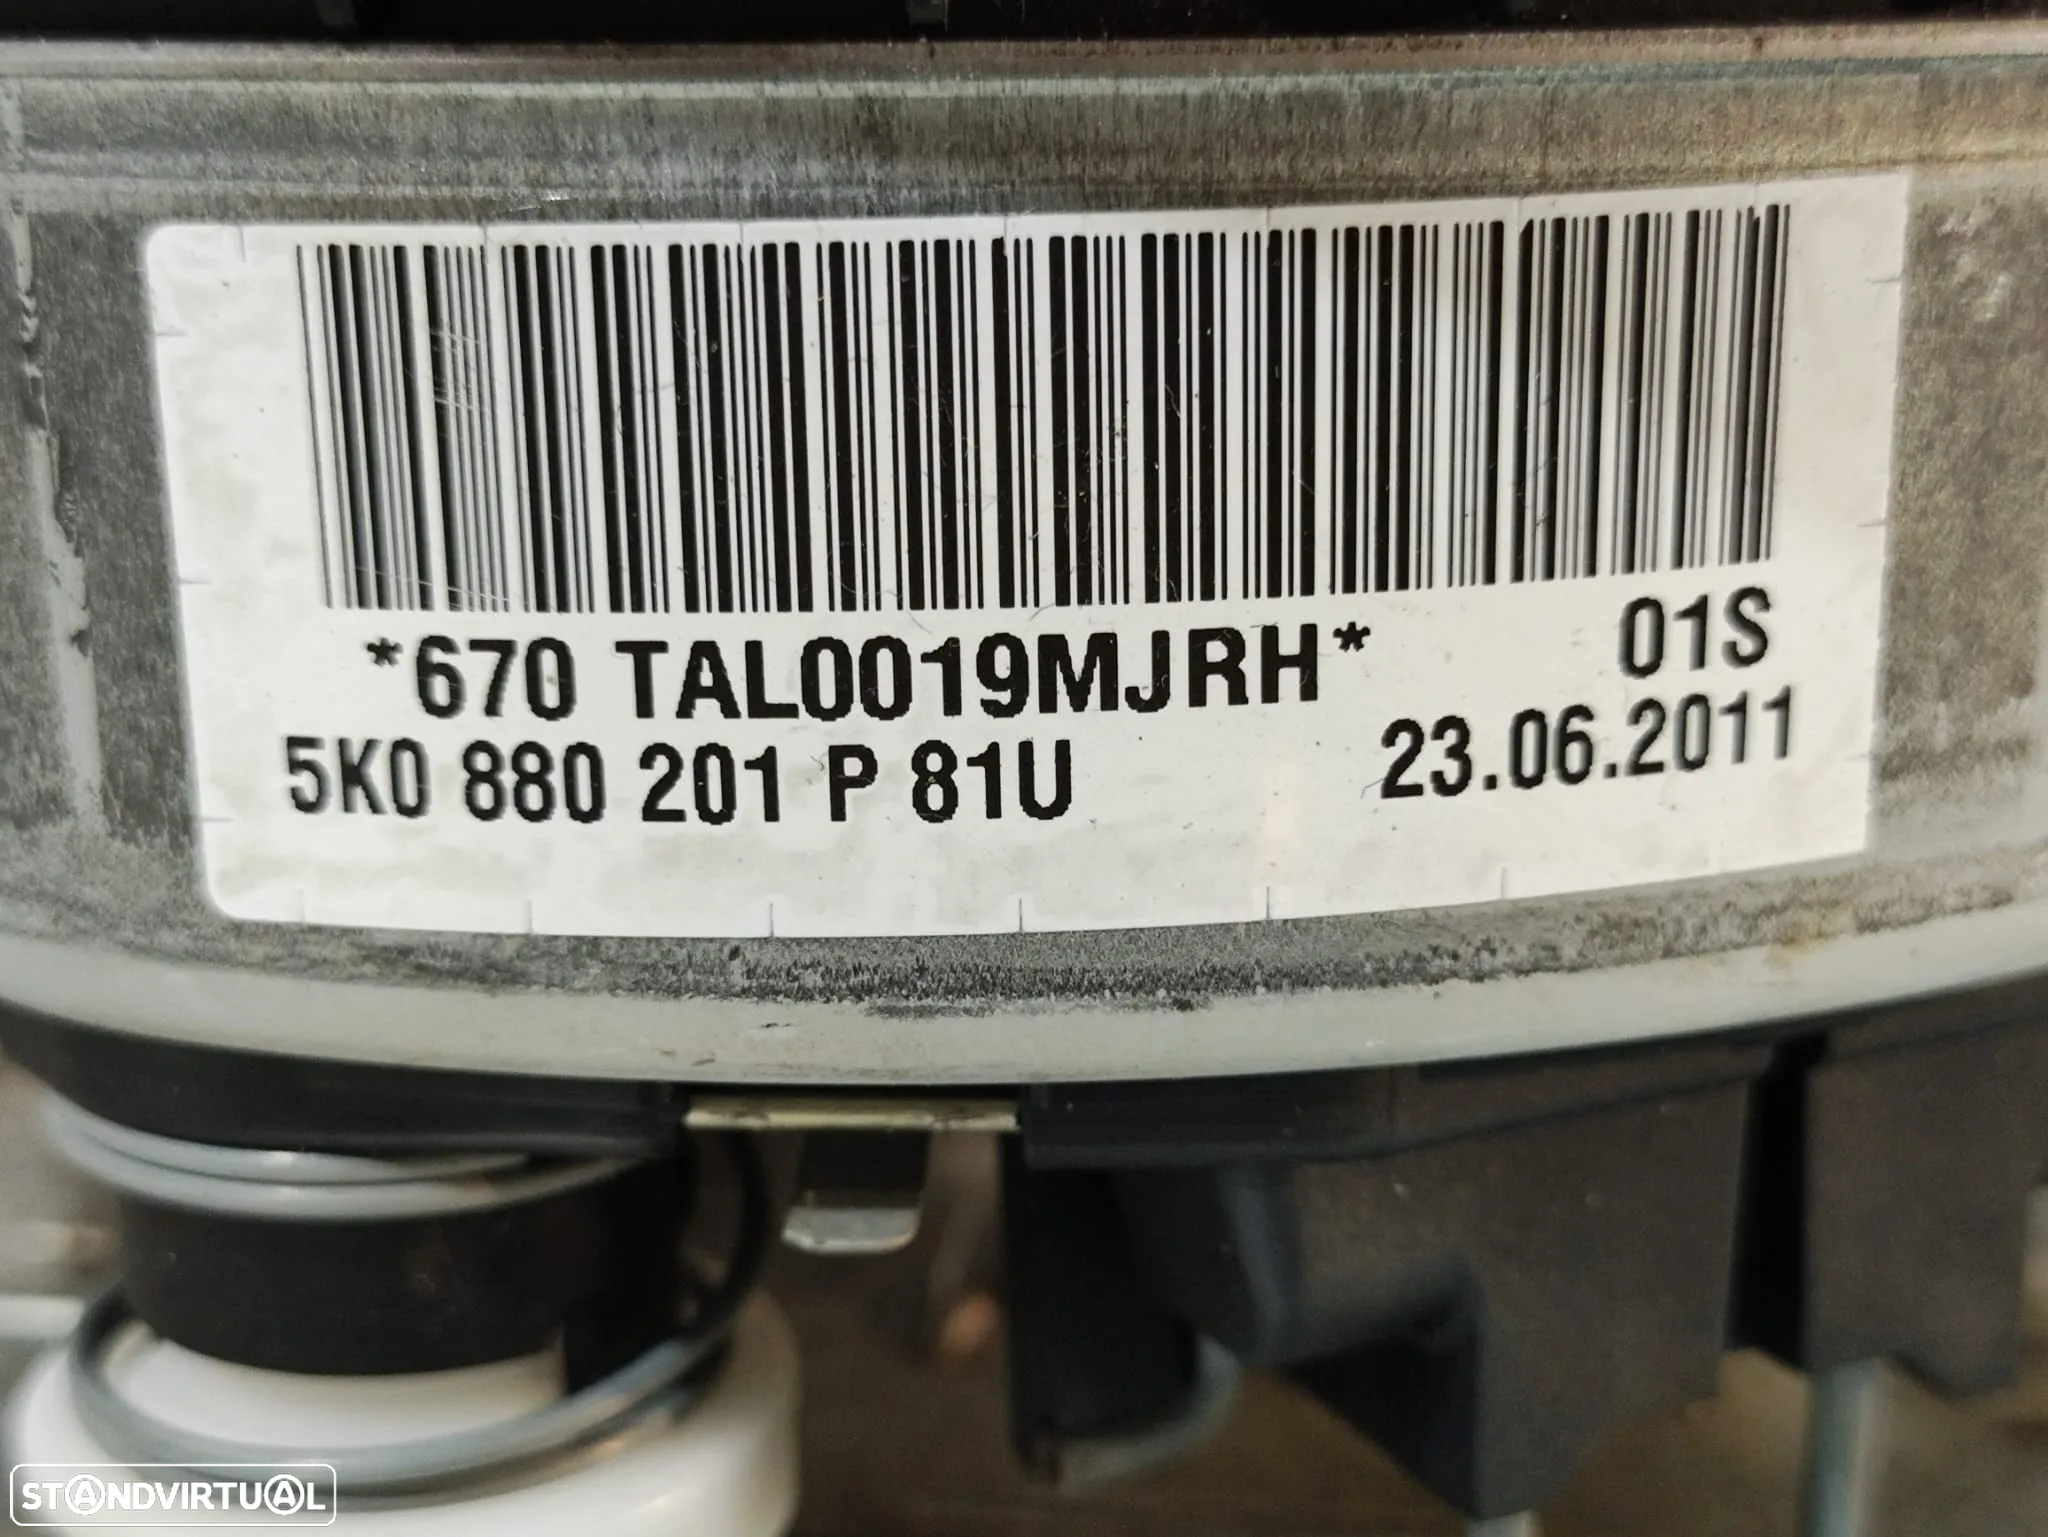 *670 TAL0019MJRH* 01S
5K0 880 201 P 81U 23.06.2011
STANDVIRTUAL